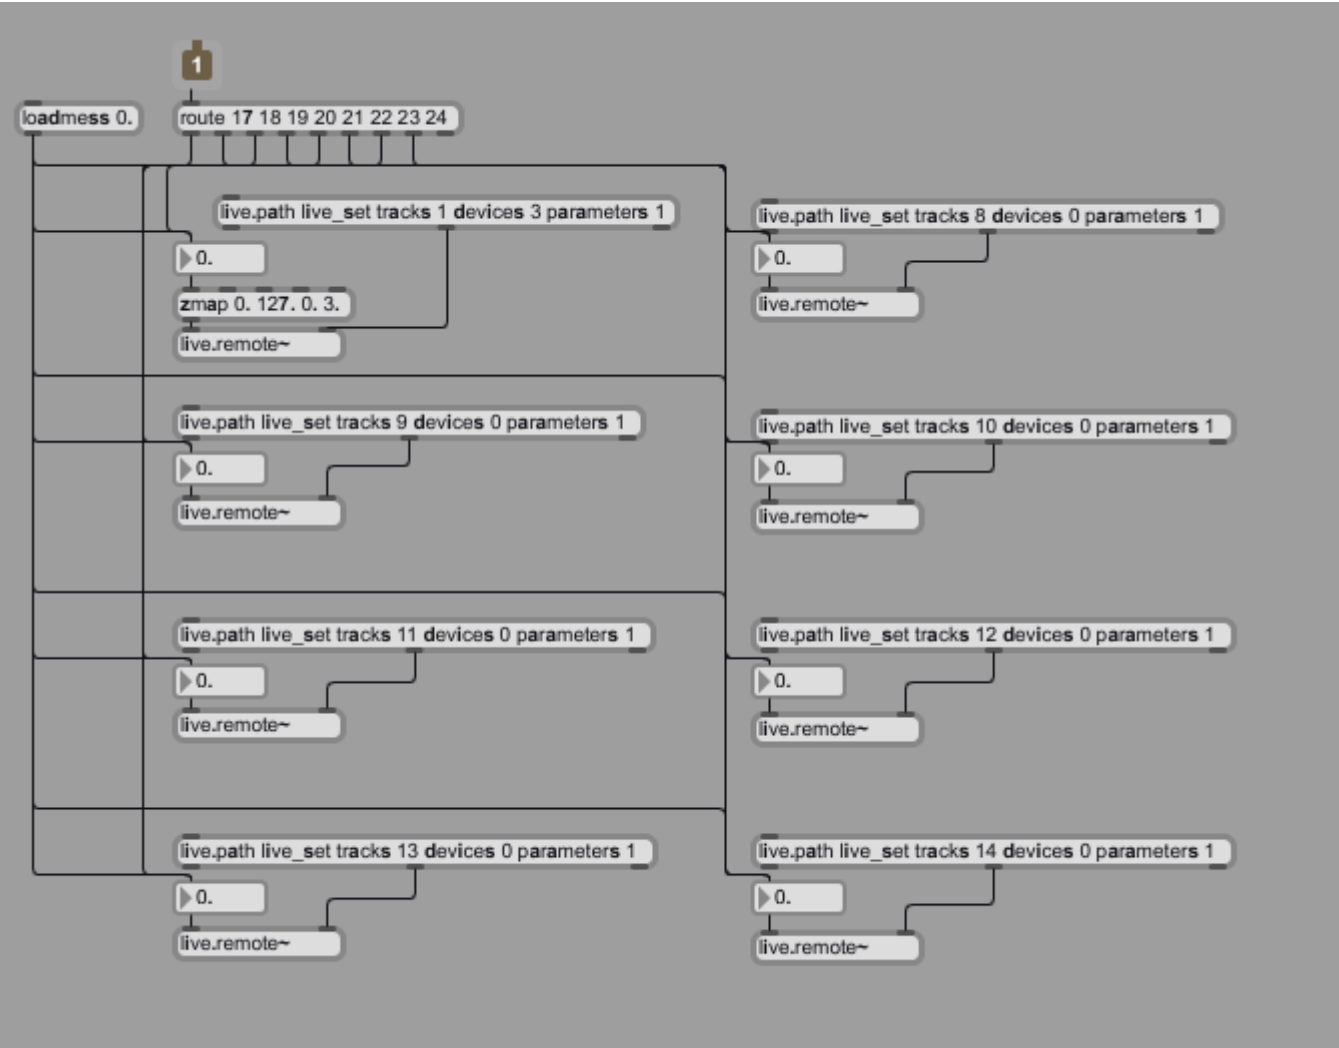 1
loadmess 0.
route 17 18 19 20 21 22 23 24
live.path live_set tracks 1 devices 3 parameters 1
live.path live_set tracks 8 devices 0 parameters 1
0.
0.
zmap 0. 127. 0. 3.
live.remote~
live.remote~
live.path live_set tracks 9 devices 0 parameters 1
live.path live_set tracks 10 devices 0 parameters 1
0.
0.
live.remote~
live.remote~
live.path live_set tracks 11 devices 0 parameters 1
live.path live_set tracks 12 devices 0 parameters 1
0.
0.
live.remote~
live.remote~
live.path live_set tracks 13 devices 0 parameters 1
live.path live_set tracks 14 devices 0 parameters 1
0.
0.
live.remote~
live.remote~